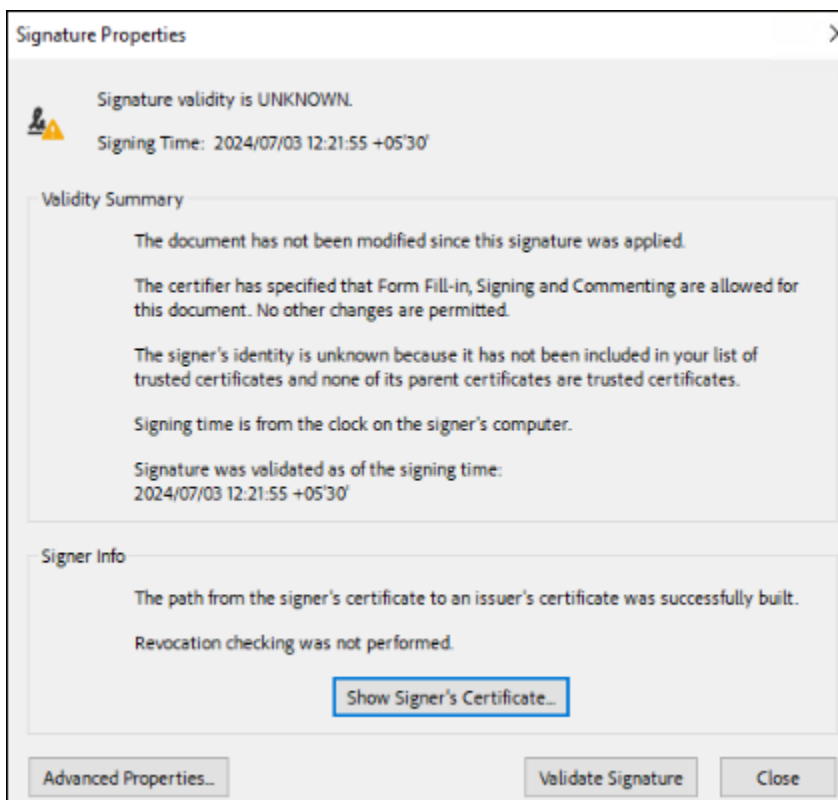 Signature Properties
Signature validity is UNKNOWN.
Signing Time: 2024/07/03 12:21:55 +05'30'
Validity Summary
The document has not been modified since this signature was applied.
The certifier has specified that Form Fill-in, Signing and Commenting are allowed for
this document. No other changes are permitted.
The signer's identity is unknown because it has not been included in your list of
trusted certificates and none of its parent certificates are trusted certificates.
Signing time is from the clock on the signer's computer.
Signature was validated as of the signing time:
2024/07/03 12:21:55 +05'30'
Signer Info
The path from the signer's certificate to an issuer's certificate was successfully built.
Revocation checking was not performed.
Show Signer's Certificate...
Advanced Properties...
Validate Signature
Close